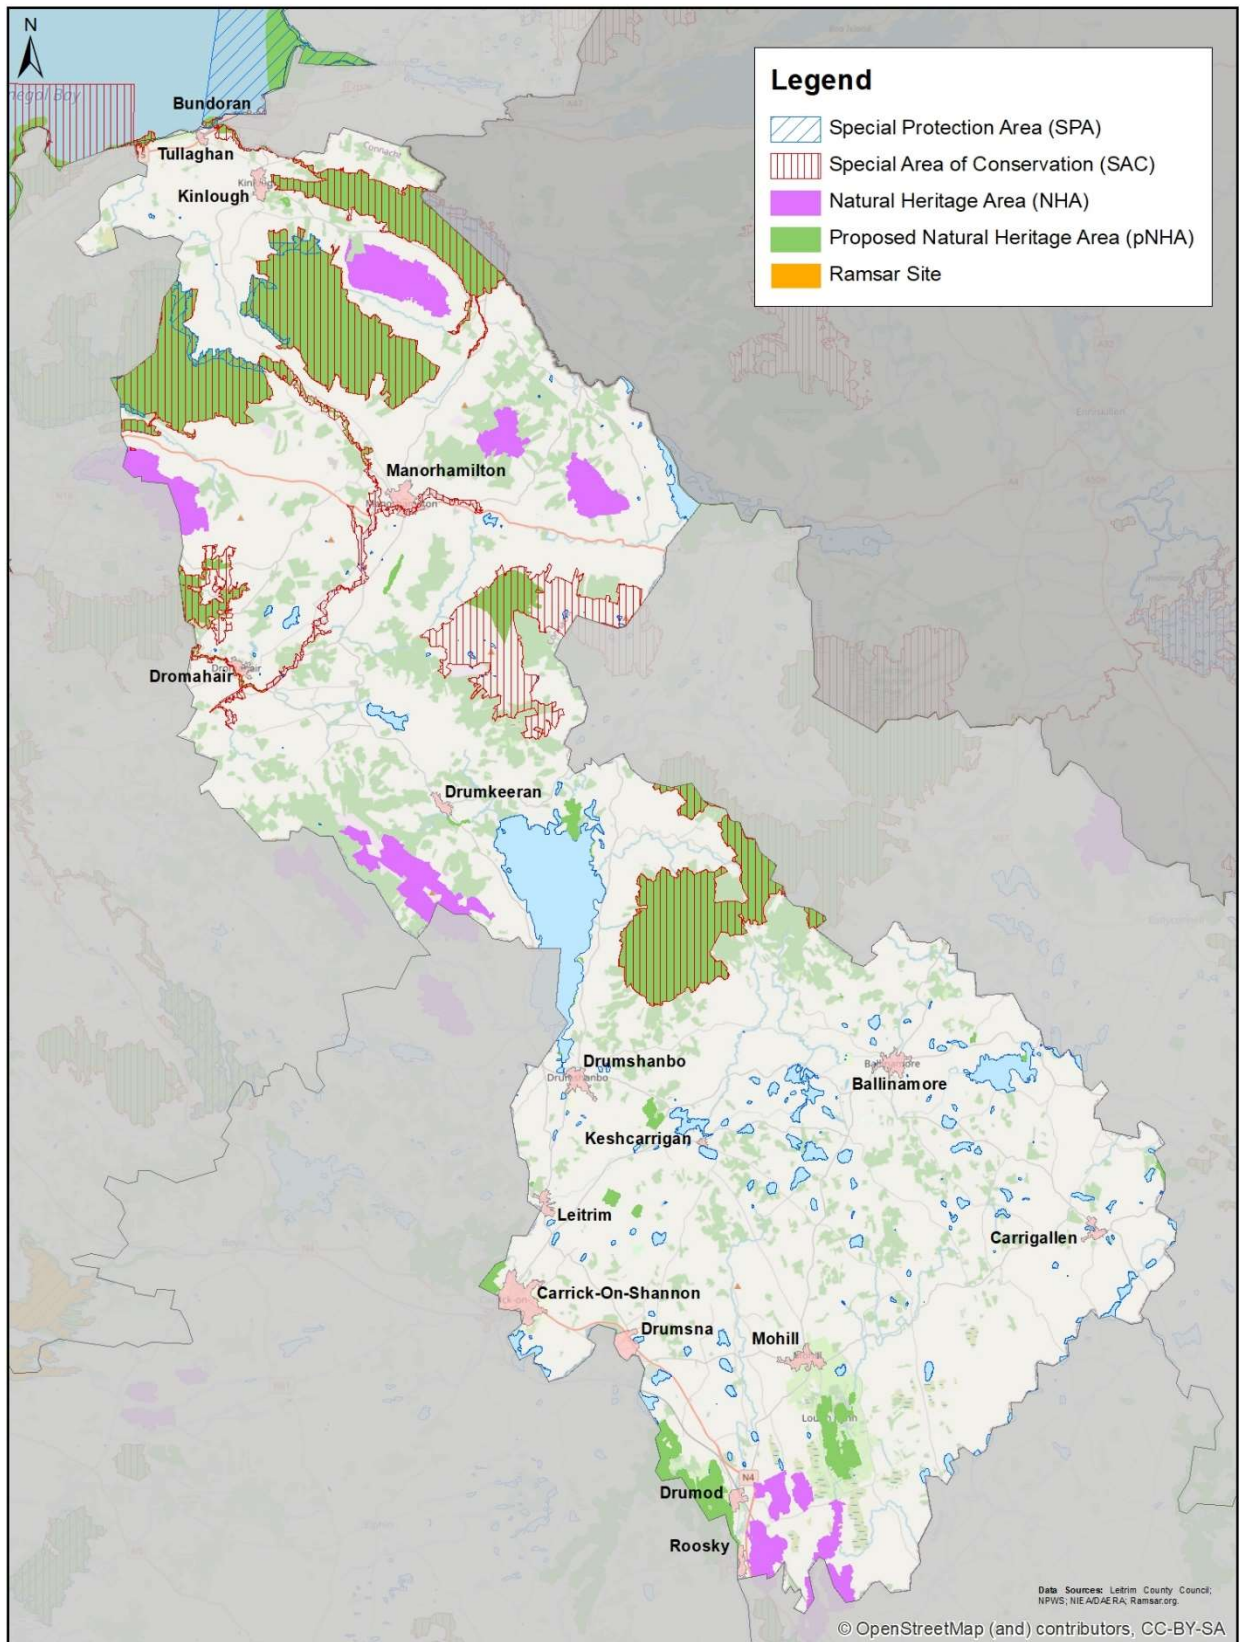 N
Legend
Special Protection Area (SPA)
Special Area of Conservation (SAC)
Natural Heritage Area (NHA)
Proposed Natural Heritage Area (pNHA)
Ramsar Site
Bundoran
Tullaghan
Connacht
Kinlough
Manorhamilton
Dromahair
Drumkeeran
Drumshanbo
Ballinamore
Keshcarrigan
Leitrim
Carrigallen
Carrick-On-Shannon
Drumsna
Mohill
N4
Drumod
Roosky
Data Sources: Leitrim County Council;
NPWS; NIEA/DAERA; Ramsar.org.
© OpenStreetMap (and) contributors, CC-BY-SA